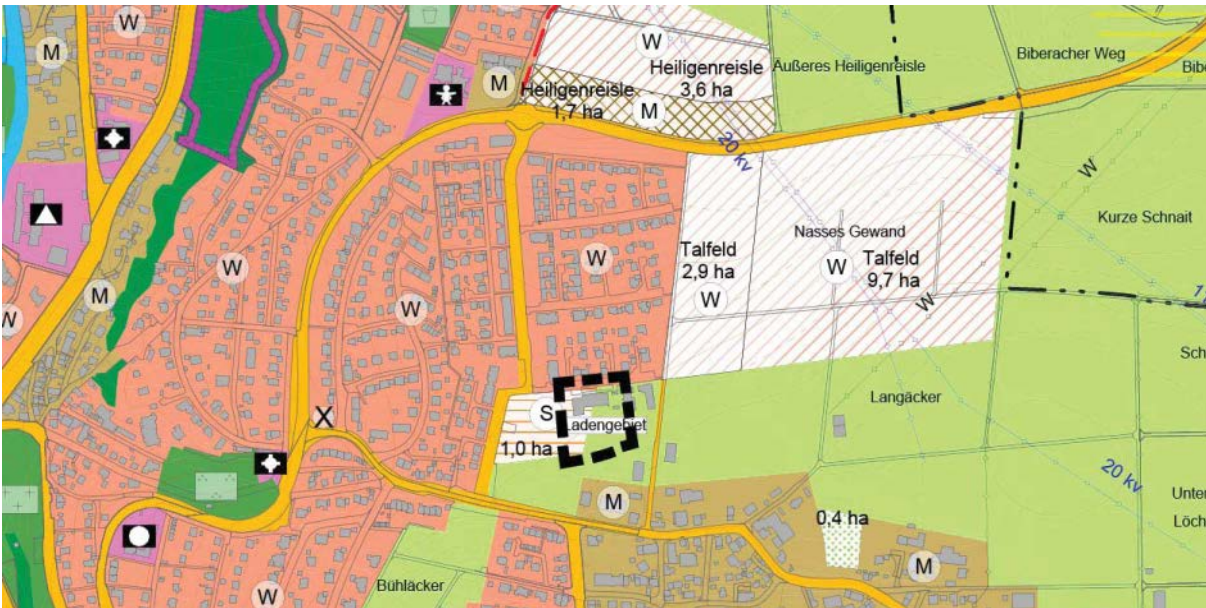 W
M
W
W
Heiligenreisle
3,6 ha
Heiligenreisle
1,7 ha
M
M
Äußeres Heiligenreisle
Biberacher Weg
20 kv
W
Kurze Schnait
Nasses Gewand
Talfeld
2,9 ha
W
Talfeld
9,7 ha
W
W
W
W
W
M
W
S
Ladengebiet
1,0 ha
X
Langäcker
20 kv
M
0,4 ha
M
Bühläcker
W